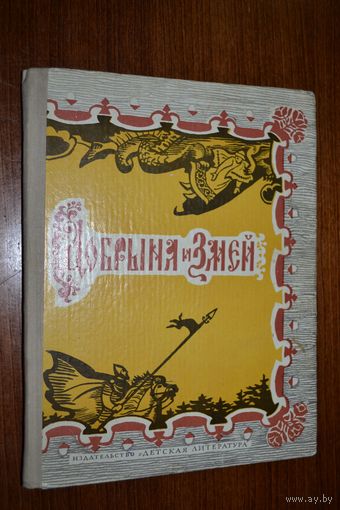 ДОБРЫНЯ И ЗМЕЙ
ИЗДАТЕЛЬСТВО «ДЕТСКАЯ ЛИТЕРАТУРА»
www.ay.by